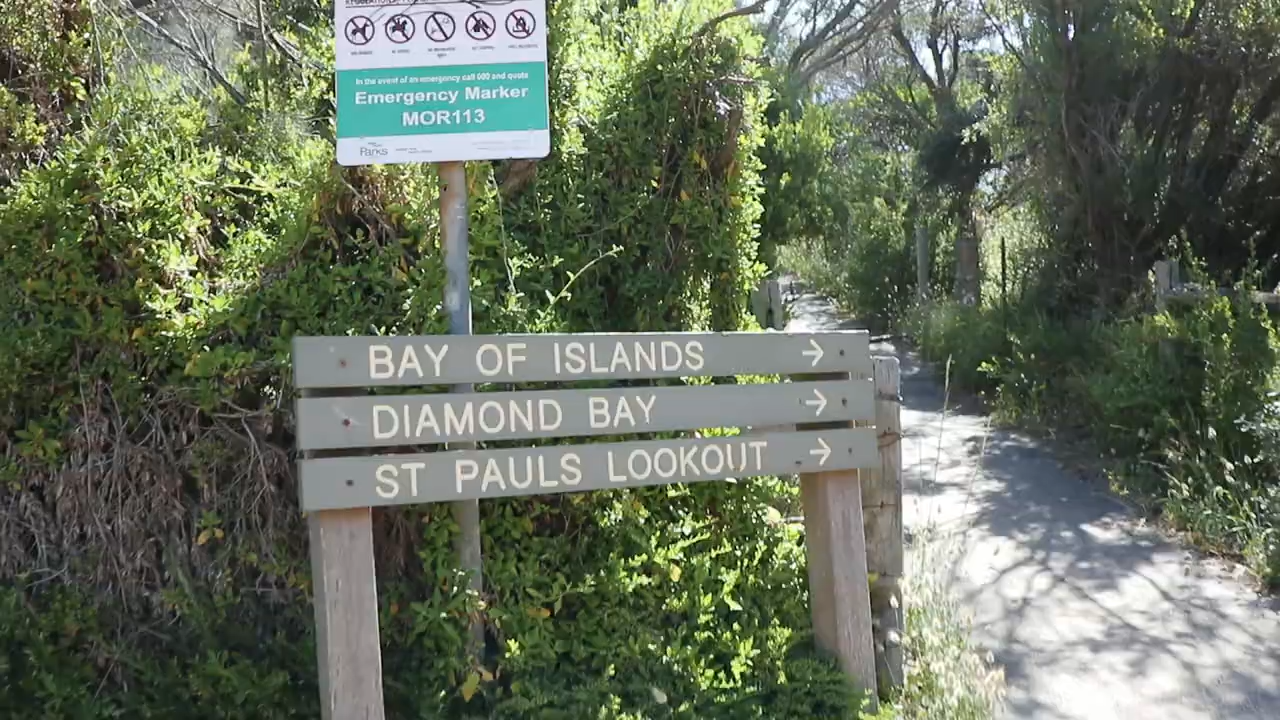 In the event of an emergency call 000 and quote
Emergency Marker
MOR113
Parks
BAY OF ISLANDS →
DIAMOND BAY →
ST PAULS LOOKOUT →